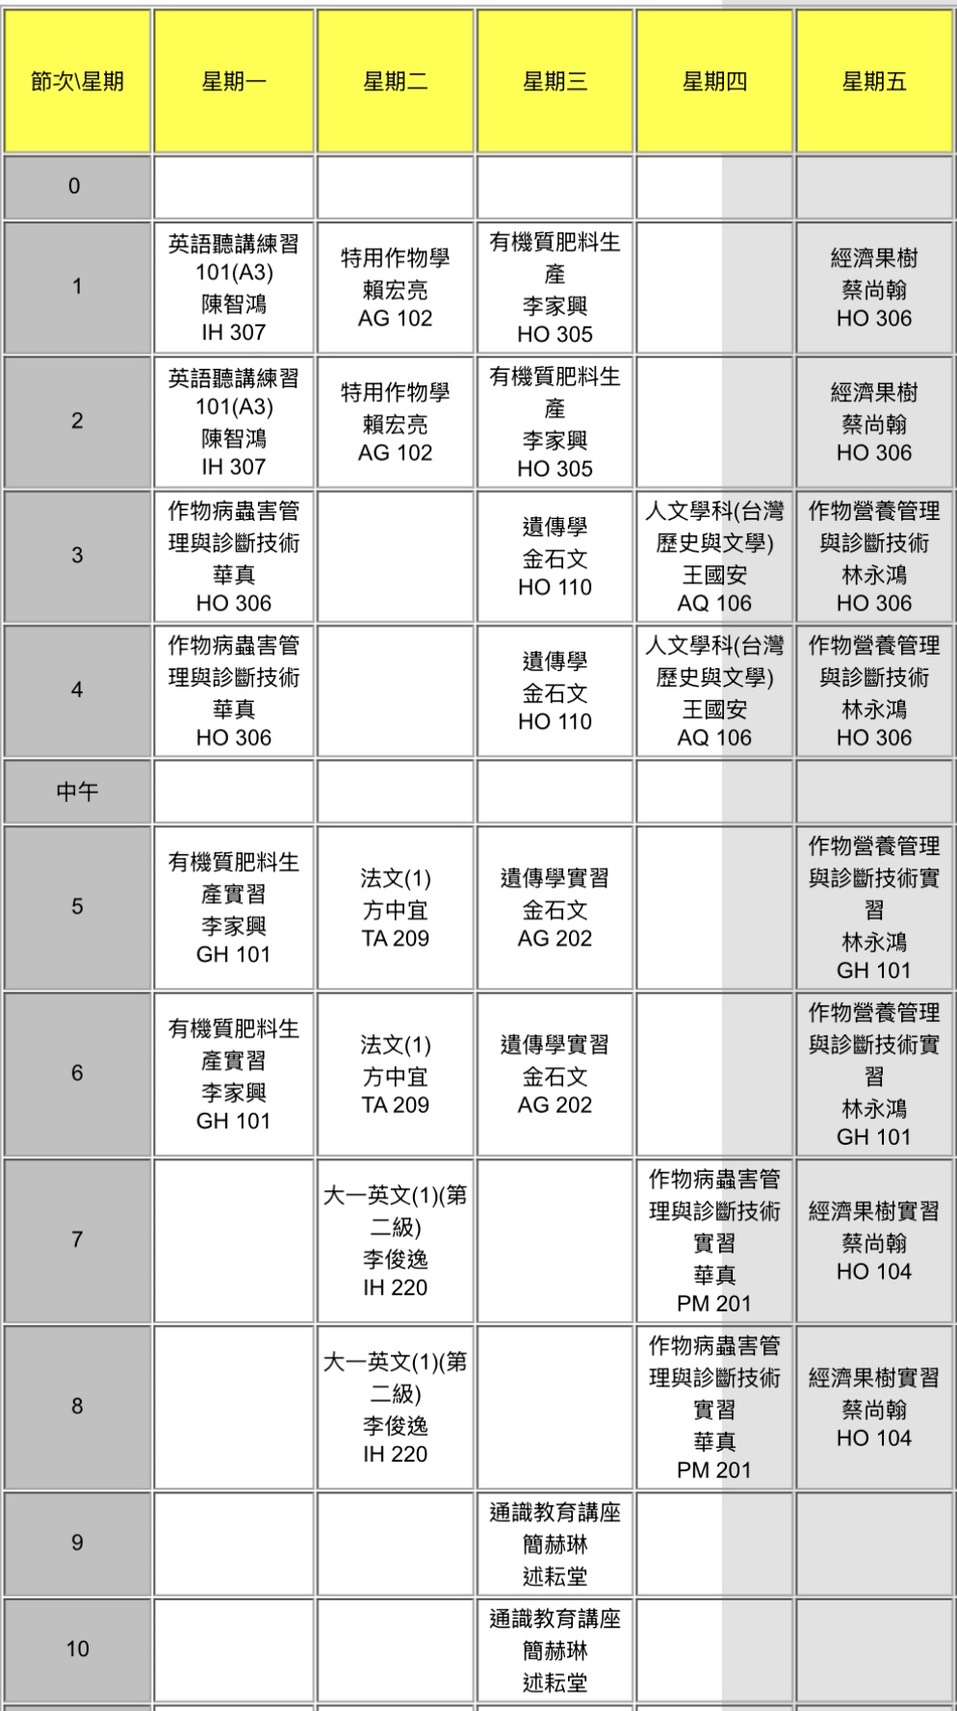 節次\星期 星期一 星期二 星期三 星期四 星期五
0
1
英語聽講練習
101(A3)
陳智鴻
IH 307
特用作物學
賴宏亮
AG 102
有機質肥料生
產
李家興
HO 305
經濟果樹
蔡尚翰
HO 306
2
英語聽講練習
101(A3)
陳智鴻
IH 307
特用作物學
賴宏亮
AG 102
有機質肥料生
產
李家興
HO 305
經濟果樹
蔡尚翰
HO 306
3
作物病蟲害管
理與診斷技術
華真
HO 306
遺傳學
金石文
HO 110
人文學科(台灣
歷史與文學)
王國安
AQ 106
作物營養管理
與診斷技術
林永鴻
HO 306
4
作物病蟲害管
理與診斷技術
華真
HO 306
遺傳學
金石文
HO 110
人文學科(台灣
歷史與文學)
王國安
AQ 106
作物營養管理
與診斷技術
林永鴻
HO 306
中午
5
有機質肥料生
產實習
李家興
GH 101
法文(1)
方中宜
TA 209
遺傳學實習
金石文
AG 202
作物營養管理
與診斷技術實
習
林永鴻
GH 101
6
有機質肥料生
產實習
李家興
GH 101
法文(1)
方中宜
TA 209
遺傳學實習
金石文
AG 202
作物營養管理
與診斷技術實
習
林永鴻
GH 101
7
大一英文(1)(第
二級)
李俊逸
IH 220
作物病蟲害管
理與診斷技術
實習
華真
PM 201
經濟果樹實習
蔡尚翰
HO 104
8
大一英文(1)(第
二級)
李俊逸
IH 220
作物病蟲害管
理與診斷技術
實習
華真
PM 201
經濟果樹實習
蔡尚翰
HO 104
9
通識教育講座
簡赫琳
述耘堂
10
通識教育講座
簡赫琳
述耘堂